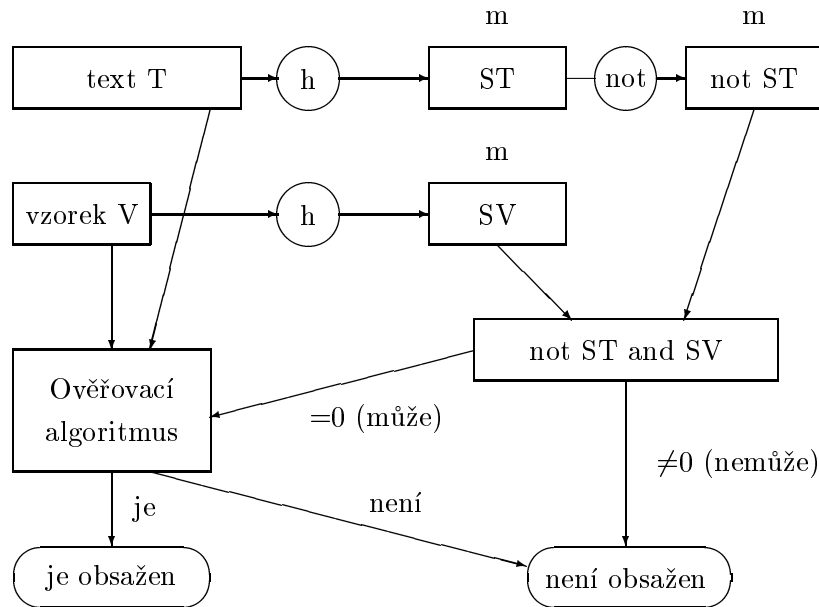 m
m
text T
h
ST
not
not ST
m
vzorek V
h
SV
not ST and SV
Ověřovací
algoritmus
=0 (může)
≠0 (nemůže)
je
není
je obsažen
není obsažen